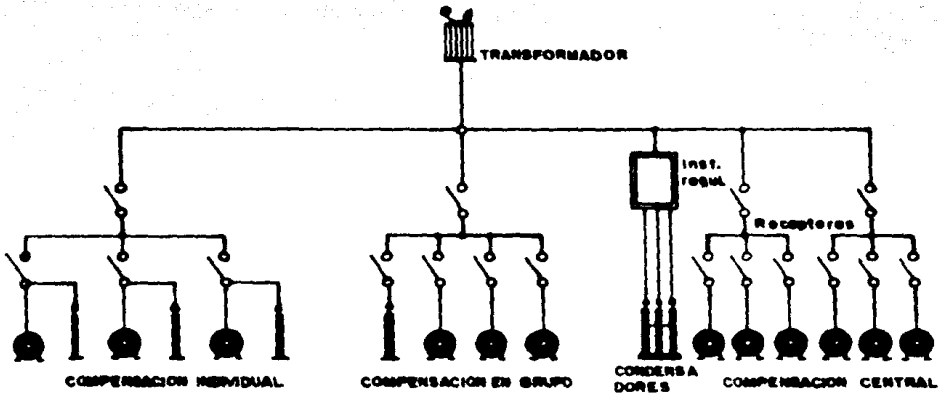 TRANSFORMADOR
Inst.
regul.
Receptores
COMPENSACION INDIVIDUAL
COMPENSACION EN GRUPO
CONDENSA
DORES
COMPENSACION CENTRAL